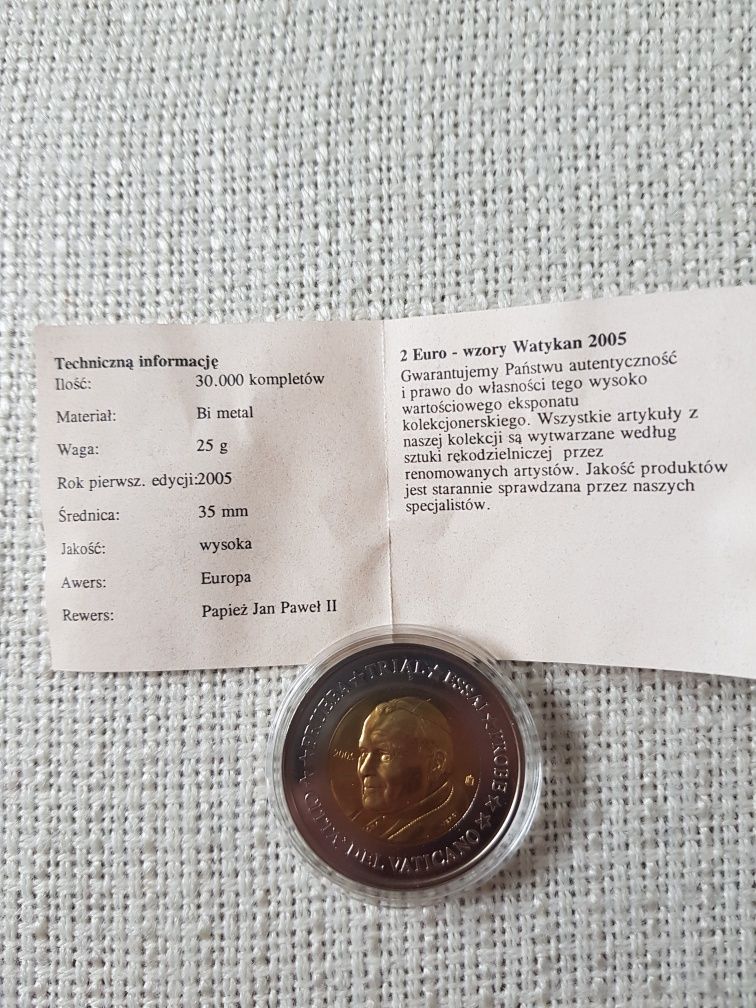 Techniczną informację
Ilość: 30.000 kompletów
Materiał: Bi metal
Waga: 25 g
Rok pierwsz. edycji:2005
Średnica: 35 mm
Jakość: wysoka
Awers: Europa
Rewers: Papież Jan Paweł II
2 Euro - wzory Watykan 2005
Gwarantujemy Państwu autentyczność
i prawo do własności tego wysoko
wartościowego eksponatu
kolekcjonerskiego. Wszystkie artykuły z
naszej kolekcji są wytwarzane według
sztuki rękodzielniczej przez
renomowanych artystów. Jakość produktów
jest starannie sprawdzana przez naszych
specjalistów.
TRIAL ESSAI PROBE
CITTA' DEL VATICANO